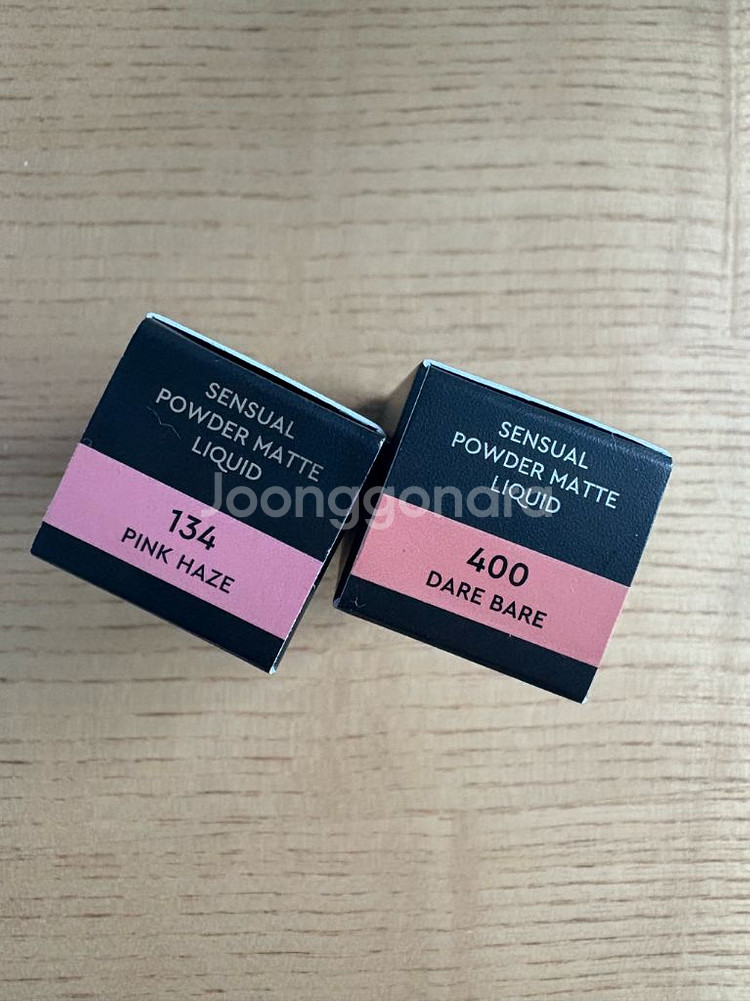 SENSUAL
POWDER MATTE
LIQUID
134
PINK HAZE
SENSUAL
POWDER MATTE
LIQUID
400
DARE BARE
Joonggonara